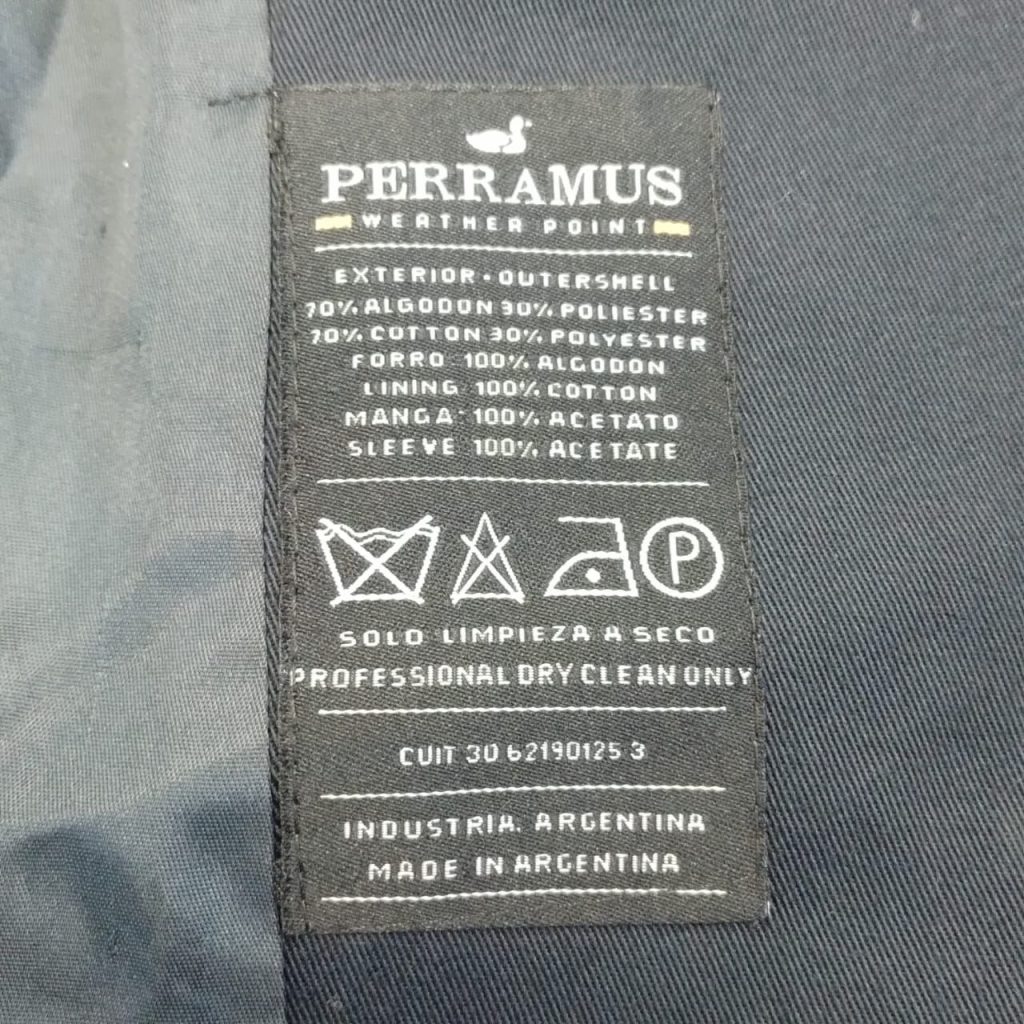 PERRAMUS
WEATHER POINT
EXTERIOR · OUTERSHELL
70% ALGODON 30% POLIESTER
70% COTTON 30% POLYESTER
FORRO 100% ALGODON
LINING 100% COTTON
MANGA 100% ACETATO
SLEEVE 100% ACETATE
P
SOLO LIMPIEZA A SECO
PROFESSIONAL DRY CLEAN ONLY
CUIT 30 62190125 3
INDUSTRIA ARGENTINA
MADE IN ARGENTINA